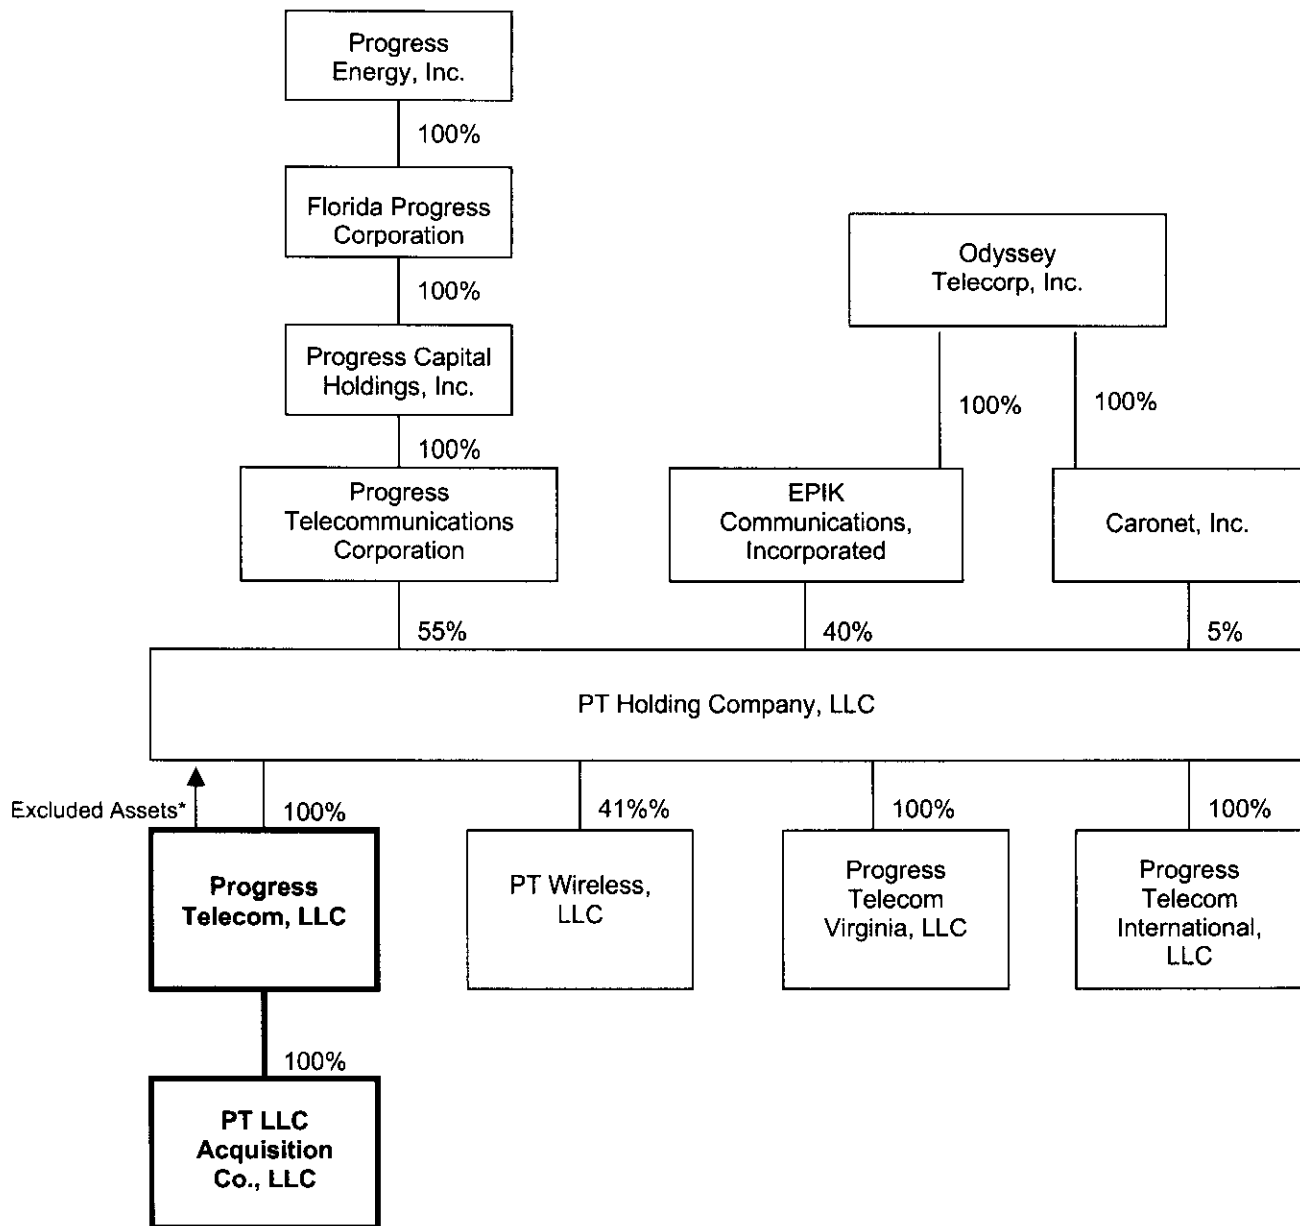 Progress
Energy, Inc.
100%
Florida Progress
Corporation
100%
Progress Capital
Holdings, Inc.
100%
Odyssey
Telecorp, Inc.
100%
100%
Progress
Telecommunications
Corporation
EPIK
Communications,
Incorporated
Caronet, Inc.
55%
40%
5%
PT Holding Company, LLC
Excluded Assets*
100%
41%%
100%
100%
Progress
Telecom, LLC
PT Wireless,
LLC
Progress
Telecom
Virginia, LLC
Progress
Telecom
International,
LLC
100%
PT LLC
Acquisition
Co., LLC